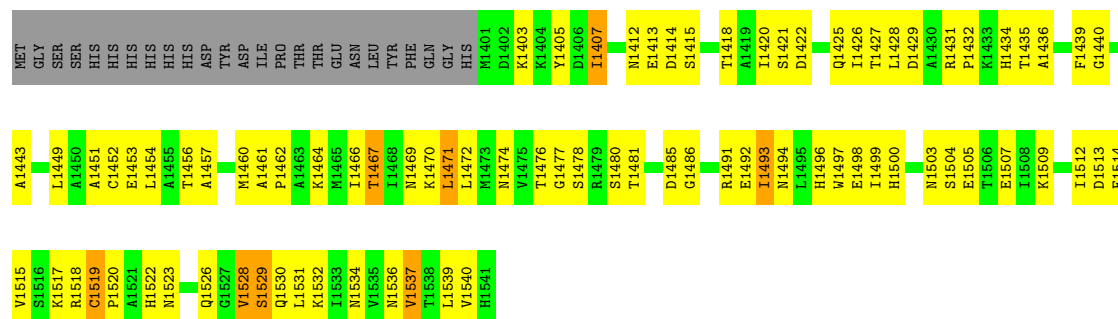 MET GLY SER SER HIS HIS HIS HIS HIS HIS ASP TYR ASP ILE PRO THR THR GLU ASN LEU TYR PHE GLN GLY HIS M1401 D1402 K1403 K1404 Y1405 D1406 I1407 N1412 E1413 D1414 S1415 T1418 A1419 I1420 S1421 D1422 Q1425 I1426 T1427 L1428 D1429 A1430 R1431 P1432 K1433 H1434 T1435 A1436 F1439 G1440
A1443 L1449 A1450 A1451 C1452 E1453 L1454 A1455 T1456 A1457 M1460 A1461 P1462 A1463 K1464 M1465 I1466 T1467 I1468 N1469 K1470 L1471 L1472 M1473 N1474 V1475 T1476 G1477 S1478 R1479 S1480 T1481 D1485 G1486 R1491 E1492 I1493 N1494 L1495 H1496 W1497 E1498 I1499 H1500 N1503 S1504 E1505 T1506 E1507 I1508 K1509 I1512 D1513 E1514
V1515 S1516 K1517 R1518 C1519 P1520 A1521 H1522 N1523 Q1526 G1527 V1528 S1529 Q1530 L1531 K1532 I1533 N1534 V1535 N1536 V1537 T1538 L1539 V1540 H1541